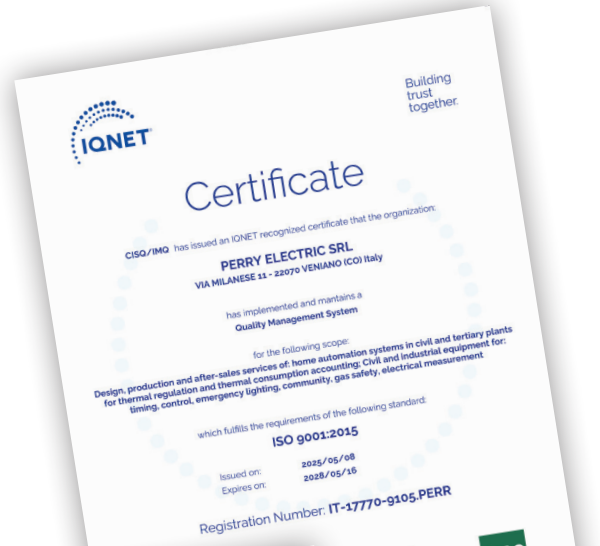 IQNET
Building
trust
together.
Certificate
CISQ/IMQ has issued an IQNET recognized certificate that the organization:
PERRY ELECTRIC SRL
VIA MILANESE 11 - 22070 VENIANO (CO) Italy
has implemented and mantains a
Quality Management System
for the following scope:
Design, production and after-sales services of: home automation systems in civil and tertiary plants
for thermal regulation and thermal consumption accounting; Civil and industrial equipment for:
timing, control, emergency lighting, community, gas safety, electrical measurement
which fulfills the requirements of the following standard:
ISO 9001:2015
Issued on: 2025/05/08
Expires on: 2028/05/16
Registration Number: IT-17770-9105.PERR